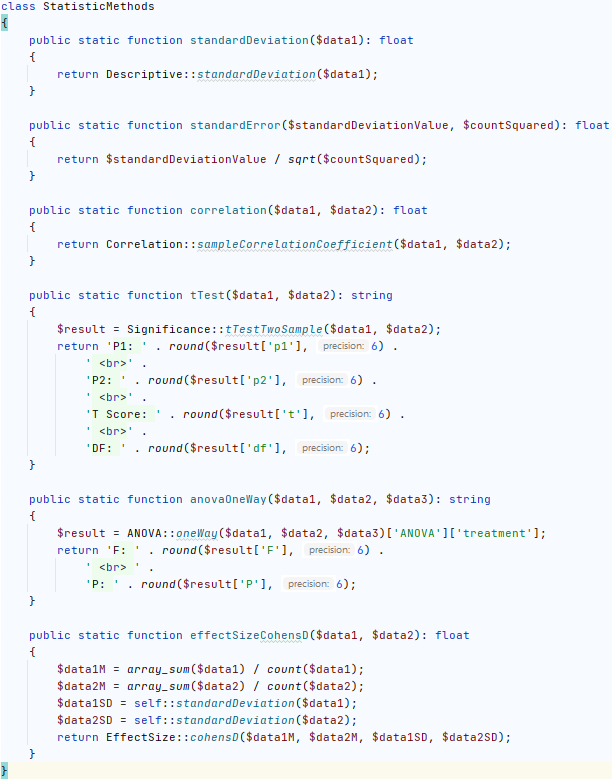 class StatisticMethods
{
    public static function standardDeviation($data1): float
    {
        return Descriptive::standardDeviation($data1);
    }

    public static function standardError($standardDeviationValue, $countSquared): float
    {
        return $standardDeviationValue / sqrt($countSquared);
    }

    public static function correlation($data1, $data2): float
    {
        return Correlation::sampleCorrelationCoefficient($data1, $data2);
    }

    public static function tTest($data1, $data2): string
    {
        $result = Significance::tTestTwoSample($data1, $data2);
        return 'P1: ' . round($result['p1'], precision: 6) .
            ' <br>' .
            'P2: ' . round($result['p2'], precision: 6) .
            ' <br>' .
            'T Score: ' . round($result['t'], precision: 6) .
            ' <br>' .
            'DF: ' . round($result['df'], precision: 6);
    }

    public static function anovaOneWay($data1, $data2, $data3): string
    {
        $result = ANOVA::oneWay($data1, $data2, $data3)['ANOVA']['treatment'];
        return 'F: ' . round($result['F'], precision: 6) .
            ' <br> ' .
            'P: ' . round($result['P'], precision: 6);
    }

    public static function effectSizeCohensD($data1, $data2): float
    {
        $data1M = array_sum($data1) / count($data1);
        $data2M = array_sum($data2) / count($data2);
        $data1SD = self::standardDeviation($data1);
        $data2SD = self::standardDeviation($data2);
        return EffectSize::cohensD($data1M, $data2M, $data1SD, $data2SD);
    }
}